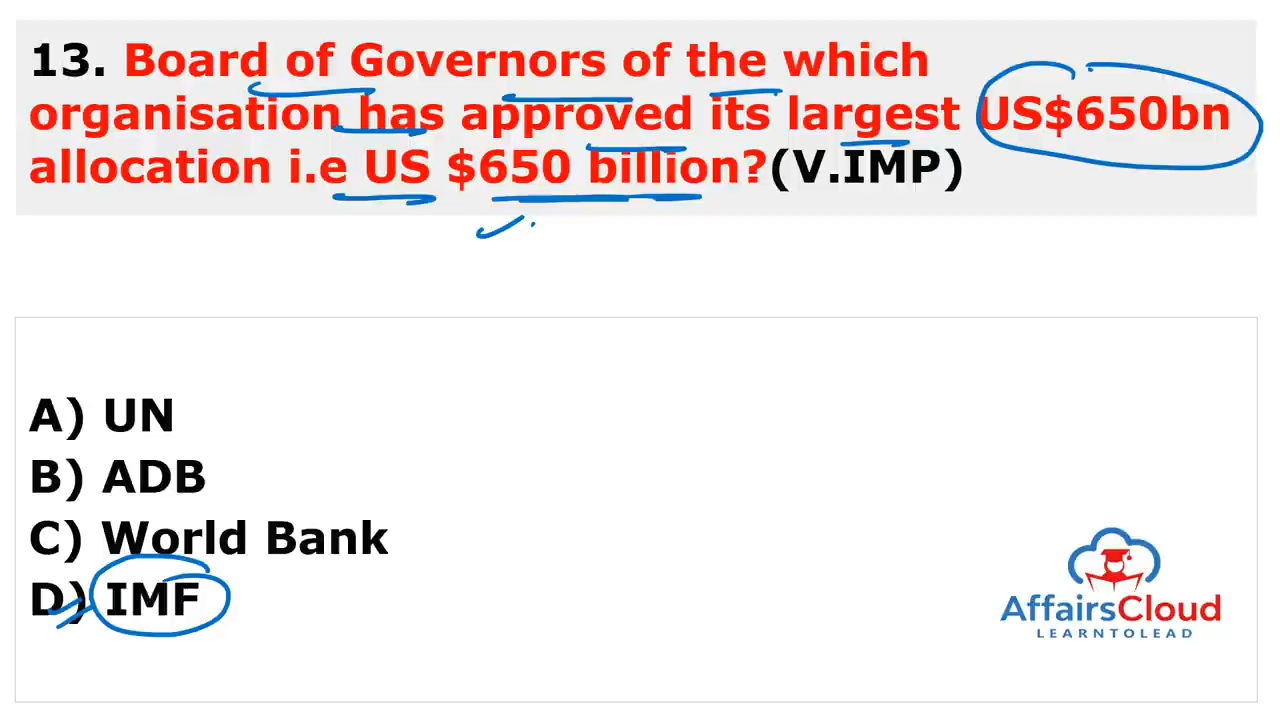 13. Board of Governors of the which
organisation has approved its largest US$650bn
allocation i.e US $650 billion?(V.IMP)
A) UN
B) ADB
C) World Bank
D) IMF
AffairsCloud
LEARNTOLEAD